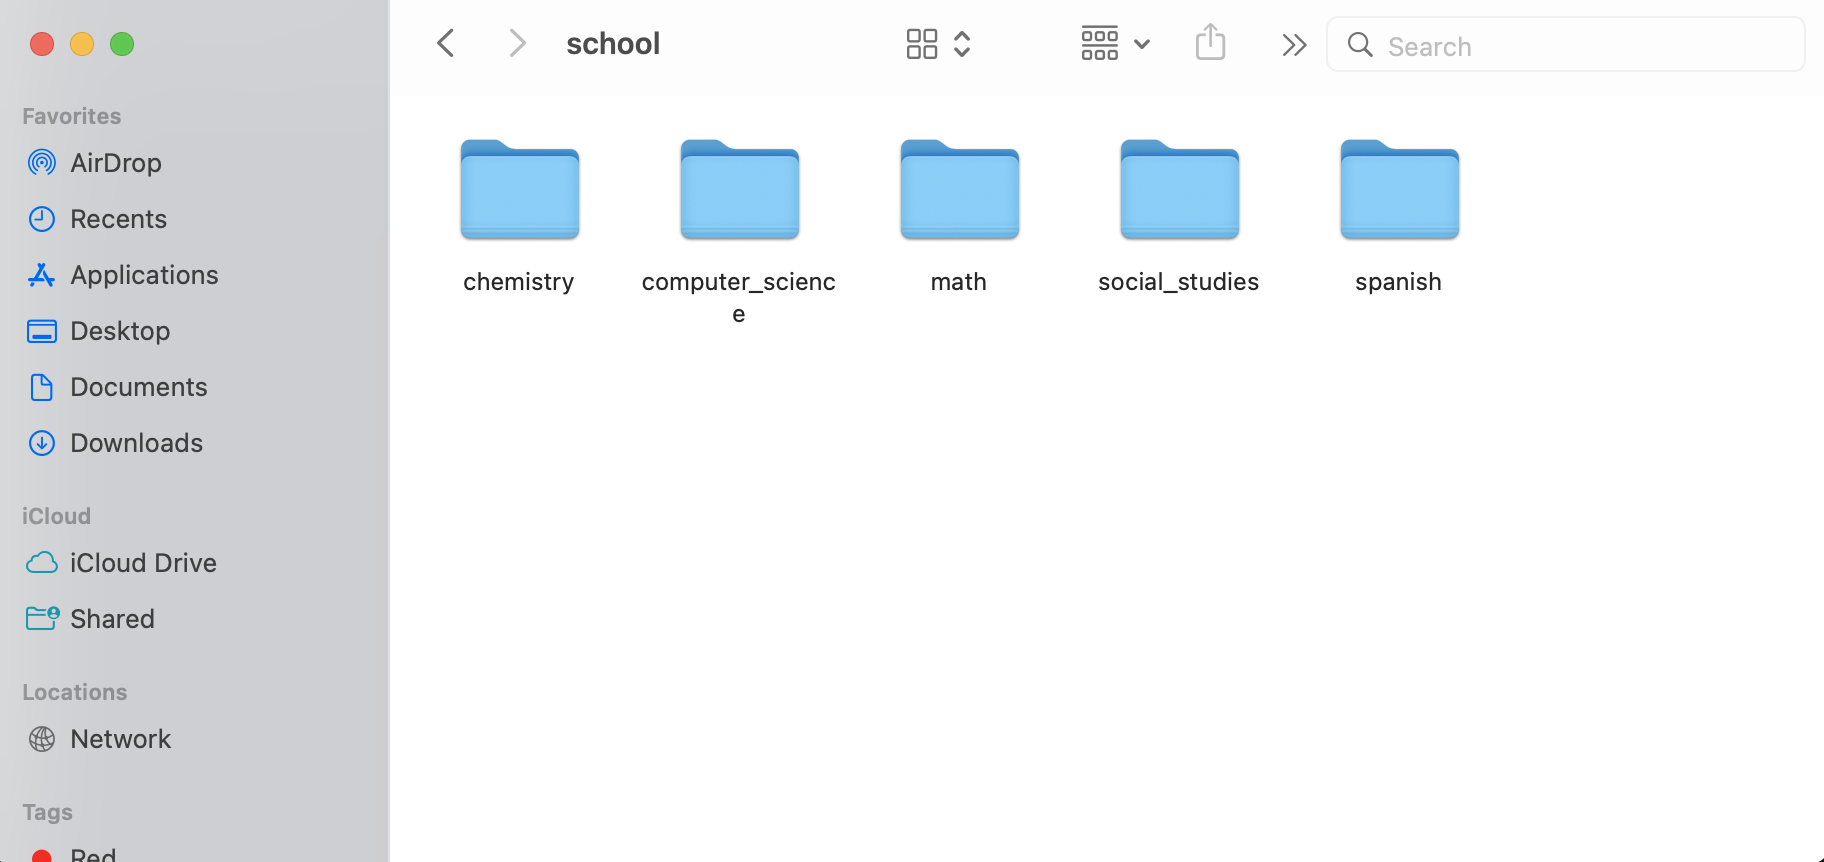 school
Search
Favorites
AirDrop
Recents
Applications
Desktop
Documents
Downloads
iCloud
iCloud Drive
Shared
Locations
Network
Tags
Red
chemistry
computer_scienc
e
math
social_studies
spanish